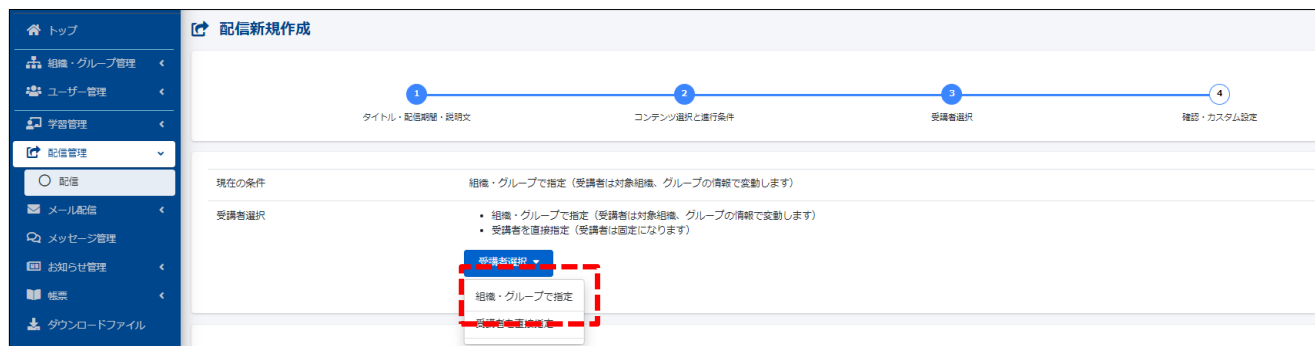 トップ
組織・グループ管理
ユーザー管理
学習管理
配信管理
配信
メール配信
メッセージ管理
お知らせ管理
帳票
ダウンロードファイル
配信新規作成
1
2
3
4
タイトル・配信期間・説明文
コンテンツ選択と進行条件
受講者選択
確認・カスタム設定
現在の条件
組織・グループで指定（受講者は対象組織、グループの情報で変動します）
受講者選択
組織・グループで指定（受講者は対象組織、グループの情報で変動します）
受講者を直接指定（受講者は固定になります）
受講者選択
組織・グループで指定
受講者を直接指定